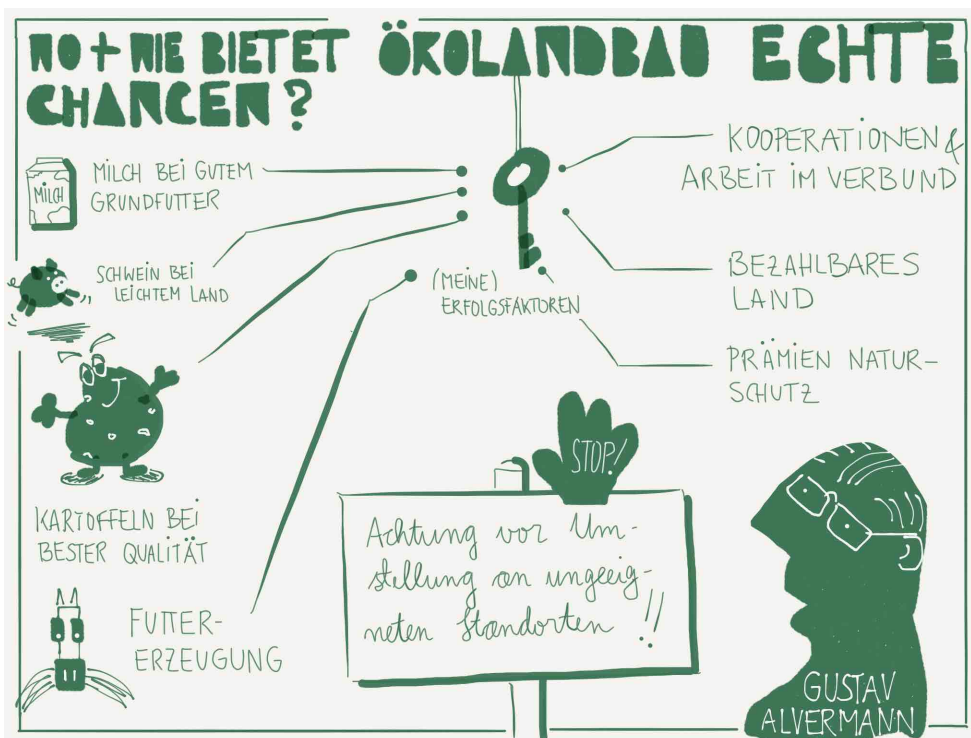 WO + WIE BIETET ÖKOLANDBAU ECHTE
CHANCEN?
MILCH
MILCH BEI GUTEM
GRUNDFUTTER
SCHWEIN BEI
LEICHTEM LAND
KARTOFFELN BEI
BESTER QUALITÄT
FUTTER-
ERZEUGUNG
(MEINE)
ERFOLGSFAKTOREN
KOOPERATIONEN &
ARBEIT IM VERBUND
BEZAHLBARES
LAND
PRÄMIEN NATUR-
SCHUTZ
STOP!
Achtung vor Um-
stellung an ungeeig-
neten Standorten !!
GUSTAV
ALVERMANN